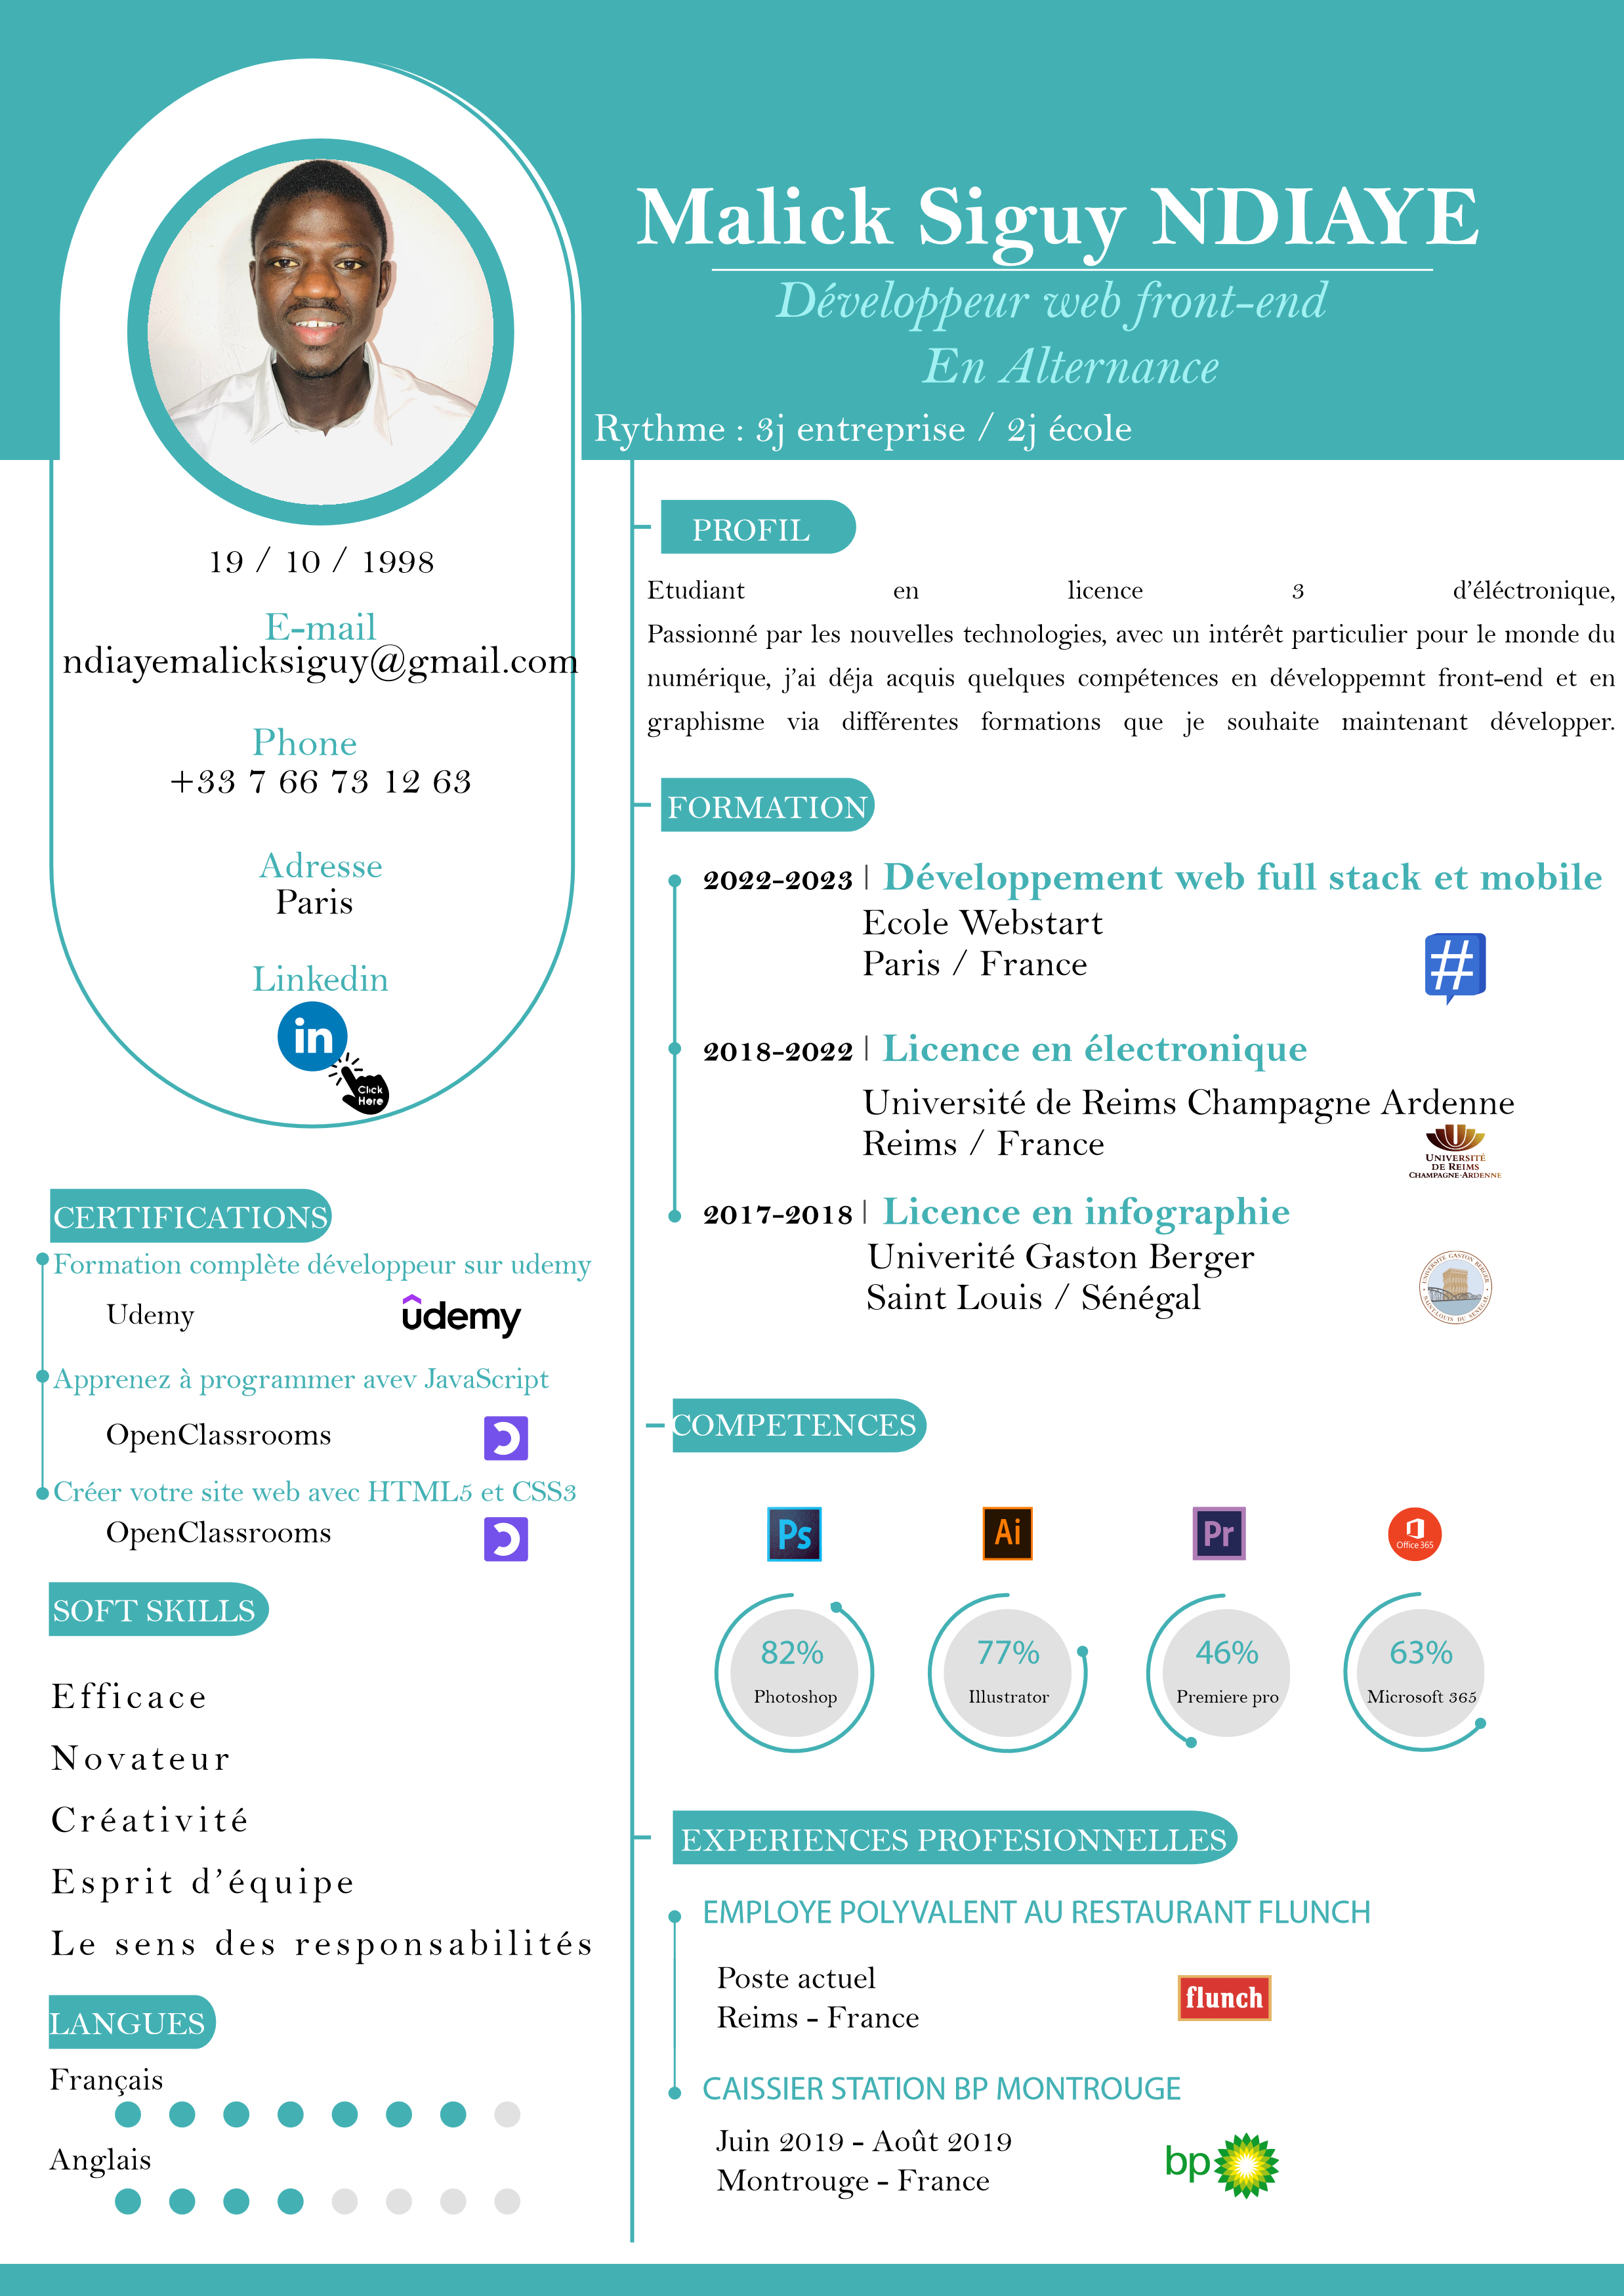 Malick Siguy NDIAYE
Développeur web front-end
En Alternance
Rythme : 3j entreprise / 2j école
19 / 10 / 1998
E-mail
ndiayemalicksiguy@gmail.com
Phone
+33 7 66 73 12 63
Adresse
Paris
Linkedin
in
Click
Here
CERTIFICATIONS
Formation complète développeur sur udemy
Udemy
ûdemy
Apprenez à programmer avev JavaScript
OpenClassrooms
Créer votre site web avec HTML5 et CSS3
OpenClassrooms
SOFT SKILLS
Efficace
Novateur
Créativité
Esprit d'équipe
Le sens des responsabilités
LANGUES
Français
Anglais
PROFIL
Etudiant en licence 3 d'éléctronique,
Passionné par les nouvelles technologies, avec un intérêt particulier pour le monde du
numérique, j'ai déja acquis quelques compétences en développemnt front-end et en
graphisme via différentes formations que je souhaite maintenant développer.
FORMATION
2022-2023 | Développement web full stack et mobile
Ecole Webstart
Paris / France
#
2018-2022 | Licence en électronique
Université de Reims Champagne Ardenne
Reims / France
UNIVERSITÉ
DE REIMS
CHAMPAGNE-ARDENNE
2017-2018 | Licence en infographie
Univerité Gaston Berger
Saint Louis / Sénégal
UNIVERSITE GASTON BERGER
SAINT-LOUIS DU SENEGAL
COMPETENCES
Ps
Ai
Pr
Office 365
82%
Photoshop
77%
Illustrator
46%
Premiere pro
63%
Microsoft 365
EXPERIENCES PROFESIONNELLES
EMPLOYE POLYVALENT AU RESTAURANT FLUNCH
Poste actuel
Reims - France
flunch
CAISSIER STATION BP MONTROUGE
Juin 2019 - Août 2019
Montrouge - France
bp